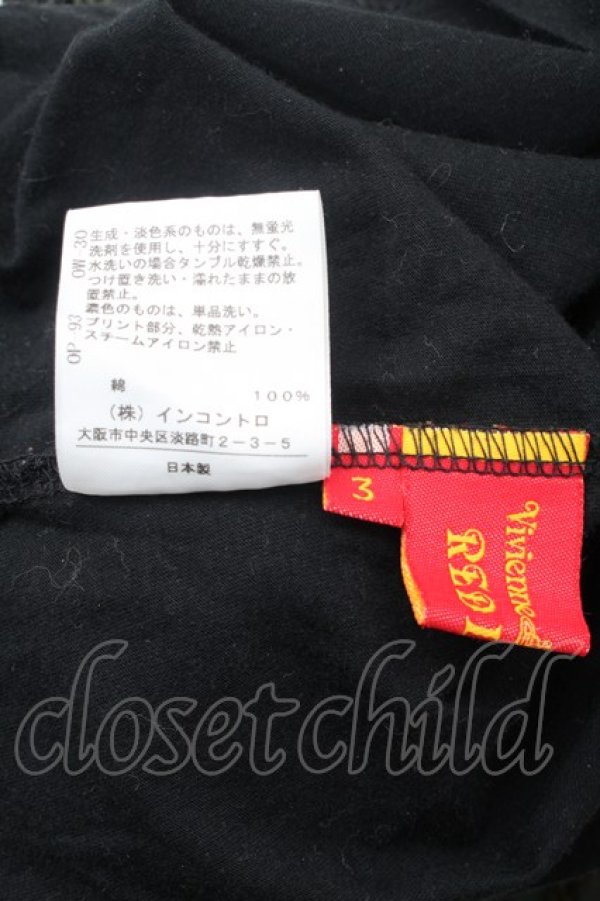 生成・淡色系のものは、無蛍光
洗剤を使用し、十分にすすぐ。
水洗いの場合タンブル乾燥禁止。
つけ置き洗い・濡れたままの放
置禁止。
濃色のものは、単品洗い。
プリント部分、乾熱アイロン・
スチームアイロン禁止
OP 93 OW 30
綿 100%
(株)インコントロ
大阪市中央区淡路町2-3-5
日本製
3
Vivienne
RED
closetchild